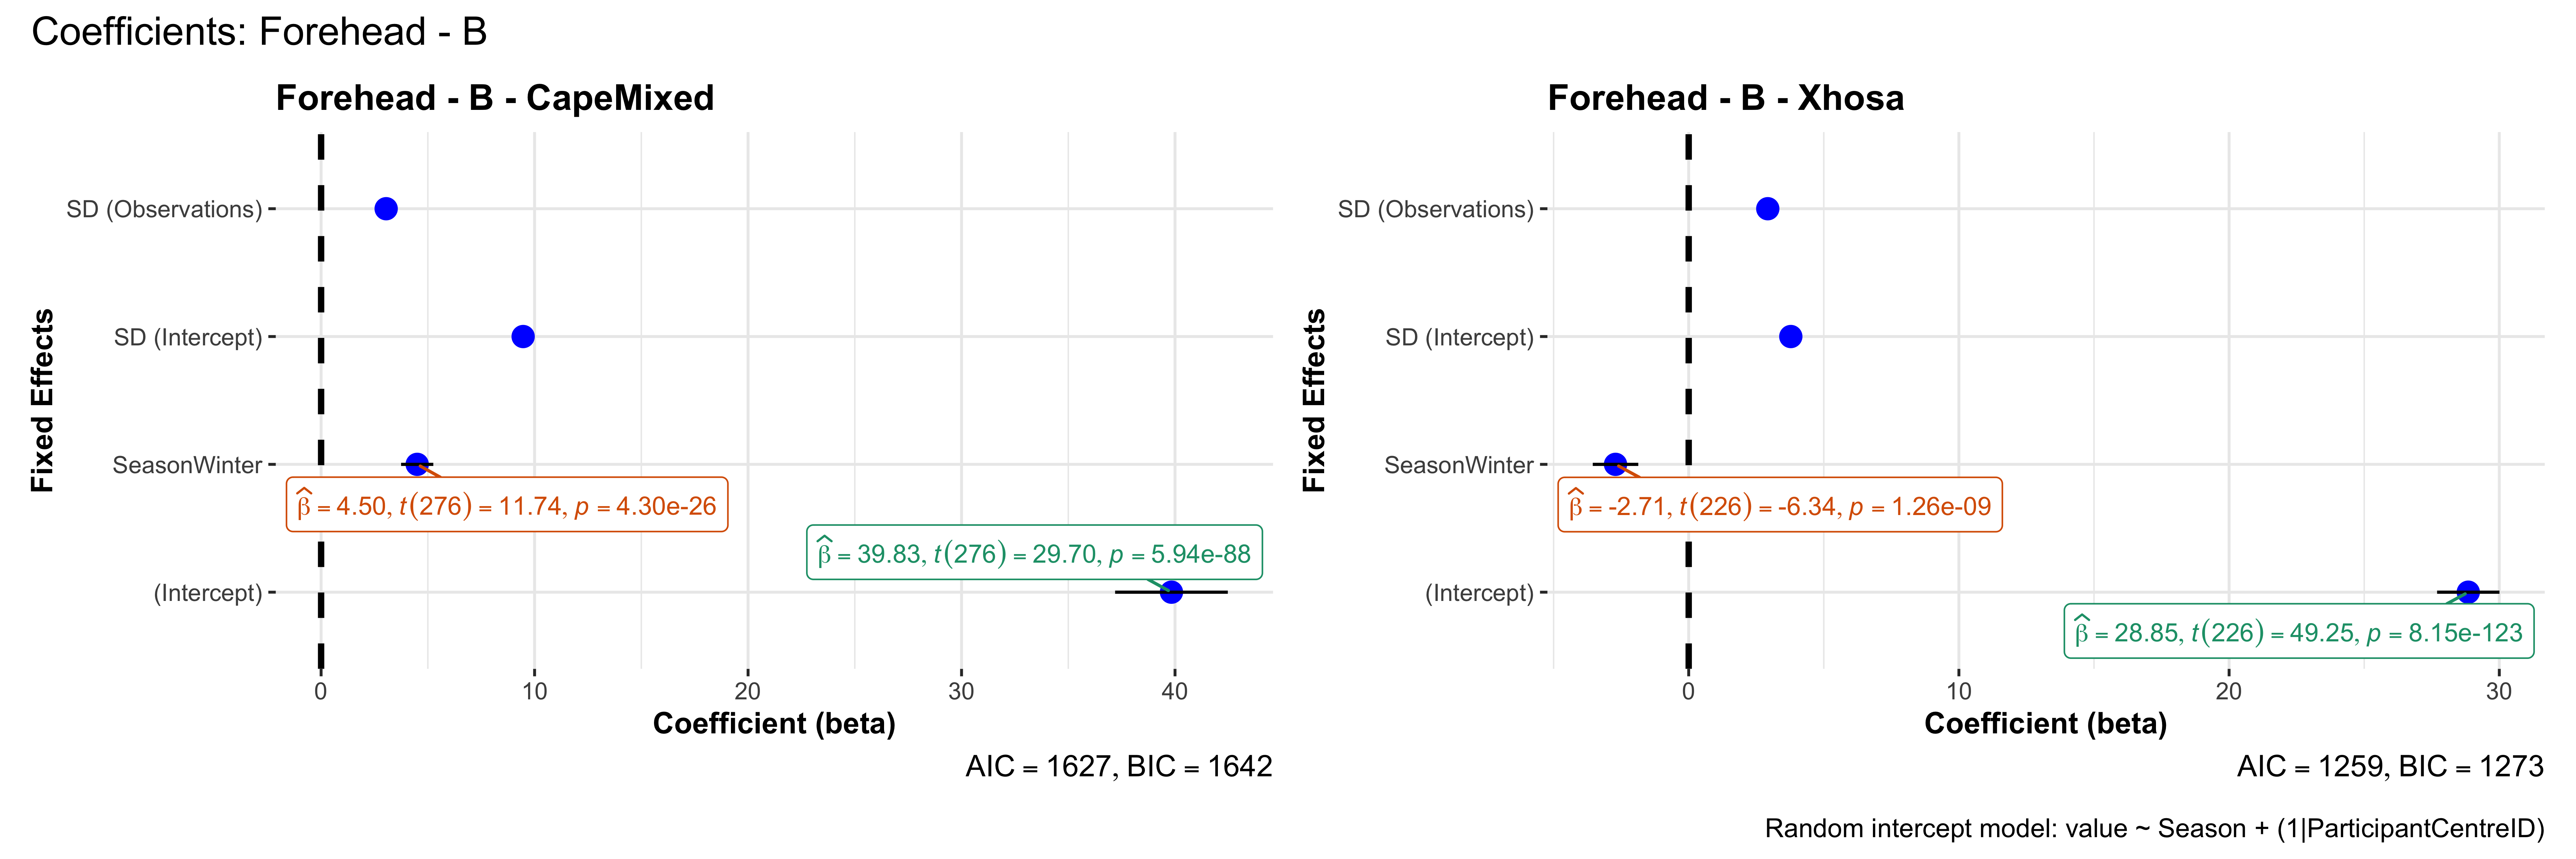 Coefficients: Forehead - B
Forehead - B - CapeMixed
Fixed Effects
SD (Observations)
SD (Intercept)
SeasonWinter
(Intercept)
β̂ = 4.50, t(276) = 11.74, p = 4.30e-26
β̂ = 39.83, t(276) = 29.70, p = 5.94e-88
0 10 20 30 40
Coefficient (beta)
AIC = 1627, BIC = 1642
Forehead - B - Xhosa
Fixed Effects
SD (Observations)
SD (Intercept)
SeasonWinter
(Intercept)
β̂ = -2.71, t(226) = -6.34, p = 1.26e-09
β̂ = 28.85, t(226) = 49.25, p = 8.15e-123
0 10 20 30
Coefficient (beta)
AIC = 1259, BIC = 1273
Random intercept model: value ~ Season + (1|ParticipantCentreID)